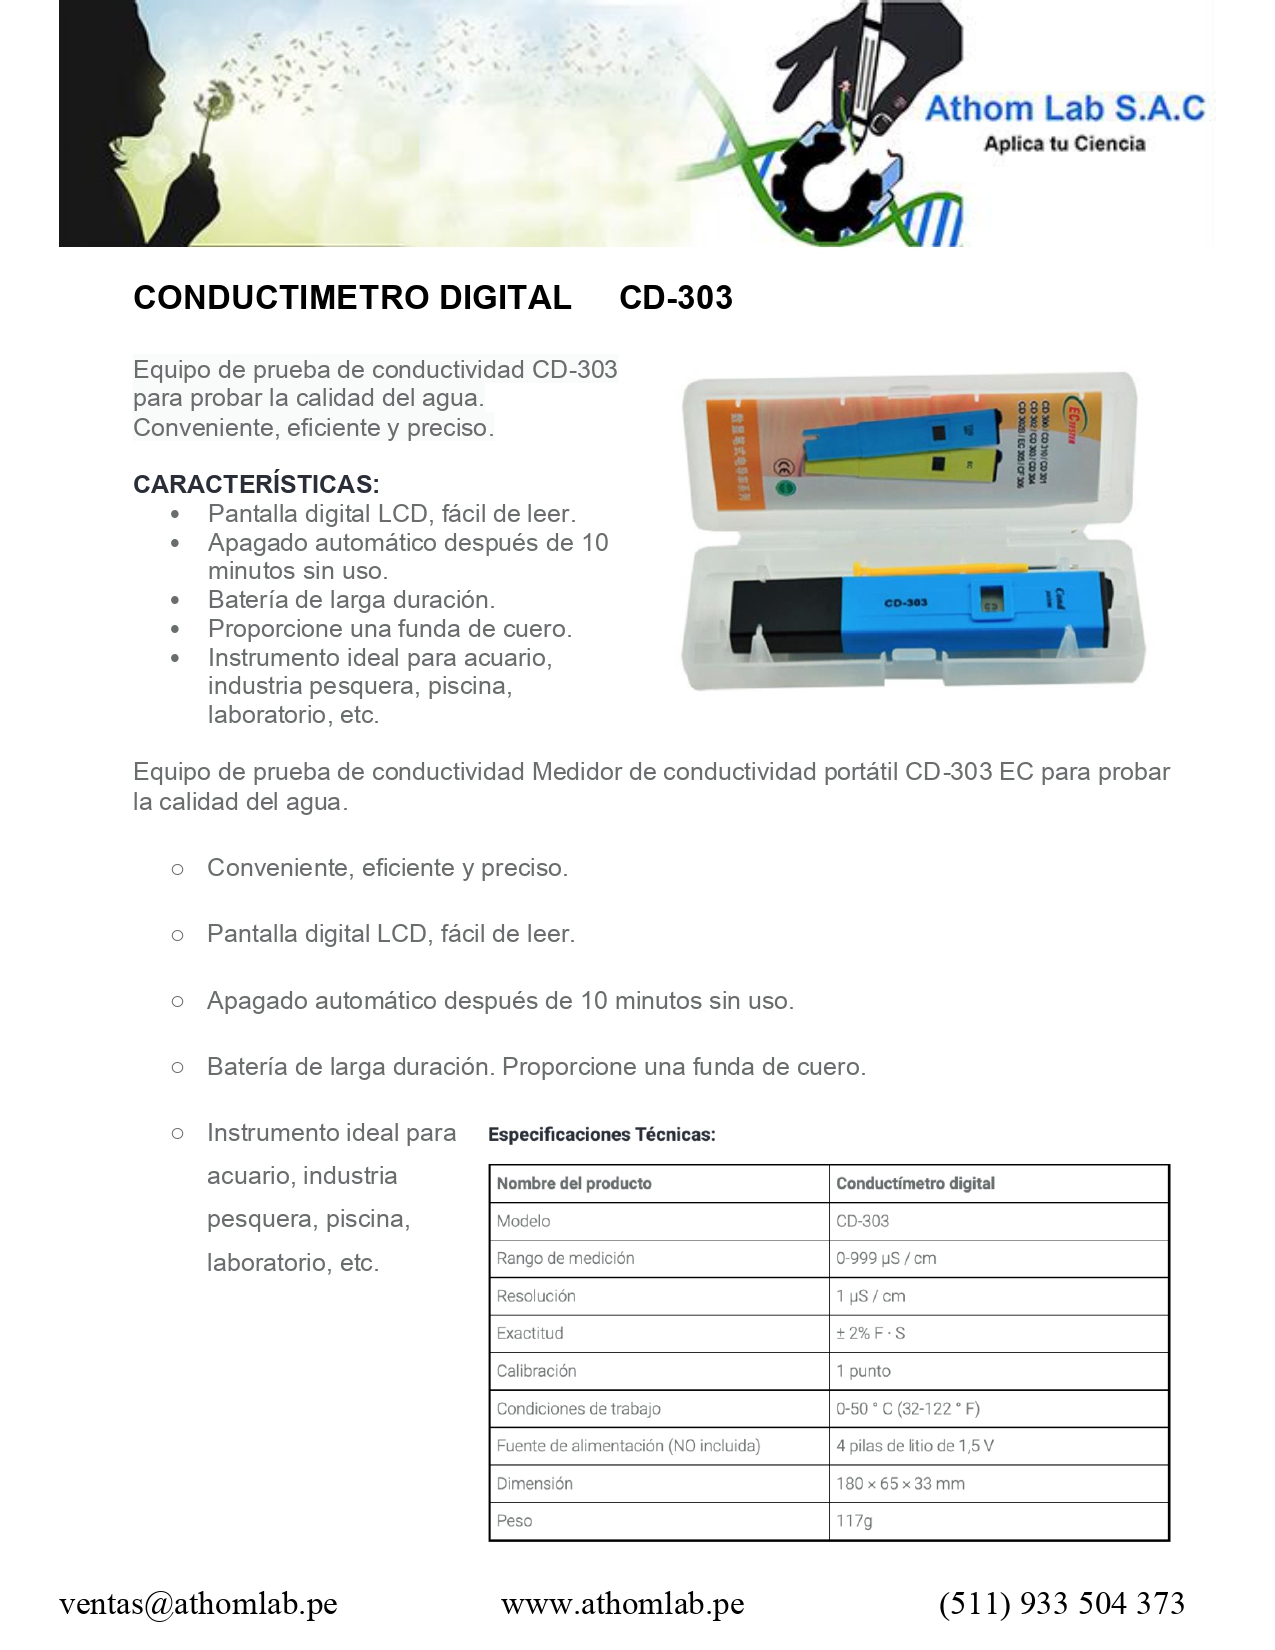 Athom Lab S.A.C
Aplica tu Ciencia
CONDUCTIMETRO DIGITAL CD-303
Equipo de prueba de conductividad CD-303
para probar la calidad del agua.
Conveniente, eficiente y preciso.
CARACTERÍSTICAS:
• Pantalla digital LCD, fácil de leer.
• Apagado automático después de 10
minutos sin uso.
• Batería de larga duración.
• Proporcione una funda de cuero.
• Instrumento ideal para acuario,
industria pesquera, piscina,
laboratorio, etc.
EC TESTER
CD-303
Cond
Equipo de prueba de conductividad Medidor de conductividad portátil CD-303 EC para probar
la calidad del agua.
○ Conveniente, eficiente y preciso.
○ Pantalla digital LCD, fácil de leer.
○ Apagado automático después de 10 minutos sin uso.
○ Batería de larga duración. Proporcione una funda de cuero.
○ Instrumento ideal para
acuario, industria
pesquera, piscina,
laboratorio, etc.
Especificaciones Técnicas:
Nombre del producto Conductímetro digital
Modelo CD-303
Rango de medición 0-999 µS / cm
Resolución 1 µS / cm
Exactitud ± 2% F · S
Calibración 1 punto
Condiciones de trabajo 0-50 ° C (32-122 ° F)
Fuente de alimentación (NO incluida) 4 pilas de litio de 1,5 V
Dimensión 180 × 65 × 33 mm
Peso 117g
ventas@athomlab.pe www.athomlab.pe (511) 933 504 373